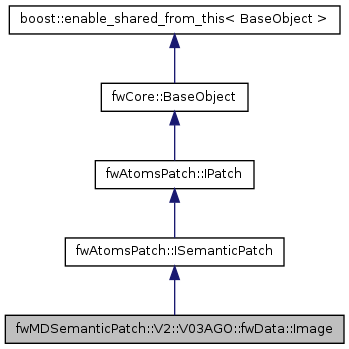 boost::enable_shared_from_this< BaseObject >
fwCore::BaseObject
fwAtomsPatch::IPatch
fwAtomsPatch::ISemanticPatch
fwMDSemanticPatch::V2::V03AGO::fwData::Image